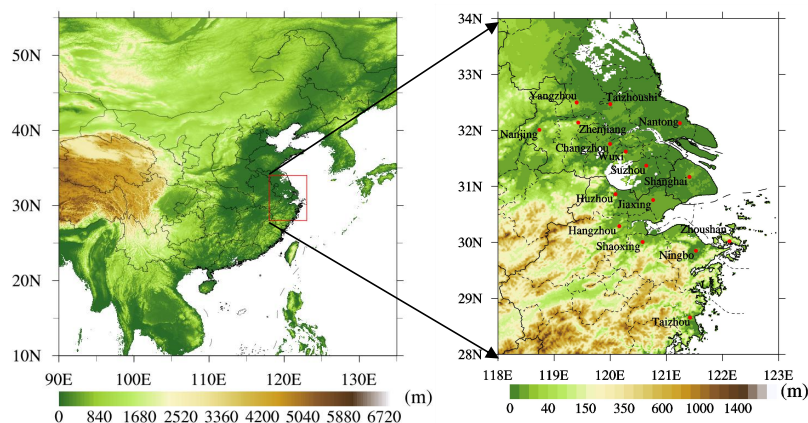 50N
40N
30N
20N
10N
90E 100E 110E 120E 130E
0 840 1680 2520 3360 4200 5040 5880 6720 (m)
34N
33N
32N
31N
30N
29N
28N
118E 119E 120E 121E 122E 123E
Yangzhou
Taizhoushi
Nanjing
Zhenjiang
Nantong
Changzhou
Wuxi
Suzhou
Shanghai
Huzhou
Jiaxing
Hangzhou
Zhoushan
Shaoxing
Ningbo
Taizhou
0 40 150 350 600 1000 1400 (m)